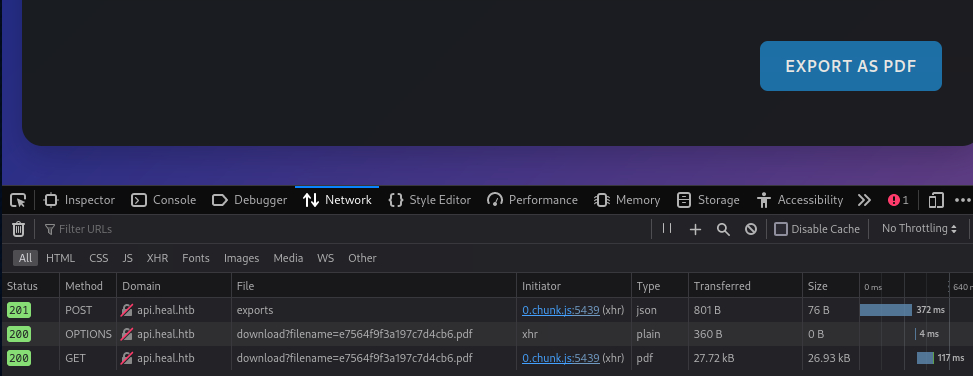 EXPORT AS PDF
Inspector Console Debugger Network Style Editor Performance Memory Storage Accessibility 1
Filter URLs Disable Cache No Throttling
All HTML CSS JS XHR Fonts Images Media WS Other
Status Method Domain File Initiator Type Transferred Size 0 ms 640 m
201 POST api.heal.htb exports 0.chunk.js:5439 (xhr) json 801 B 76 B 372 ms
200 OPTIONS api.heal.htb download?filename=e7564f9f3a197c7d4cb6.pdf xhr plain 360 B 0 B 4 ms
200 GET api.heal.htb download?filename=e7564f9f3a197c7d4cb6.pdf 0.chunk.js:5439 (xhr) pdf 27.72 kB 26.93 kB 117 ms